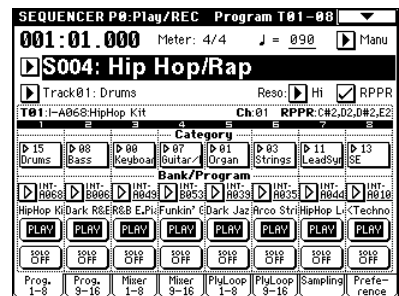 SEQUENCER P0:Play/REC Program T01-08
001:01.000 Meter: 4/4 ♩ = 090 Manu
S004: Hip Hop/Rap
Track01: Drums Reso: Hi RPPR
T01:I-A068:HipHop Kit Ch:01 RPPR:C#2,D2,D#2,E2
1 2 3 4 5 6 7 8
Category
15 08 00 07 01 03 11 13
Drums Bass Keyboar Guitar/ Organ Strings LeadSyn SE
Bank/Program
INT- INT- INT- INT- INT- INT- INT- INT-
A068 B006 A049 B053 A039 A035 A044 A010
HipHop Ki Dark R&B R&B E.Pi Funkin' G Dark Jaz Arco Stri HipHop L <Techno
PLAY PLAY PLAY PLAY PLAY PLAY PLAY PLAY
SOLO SOLO SOLO SOLO SOLO SOLO SOLO SOLO
OFF OFF OFF OFF OFF OFF OFF OFF
Prog. Prog. Mixer Mixer PlyLoop PlyLoop Sampling Prefe-
1-8 9-16 1-8 9-16 1-8 9-16 rence